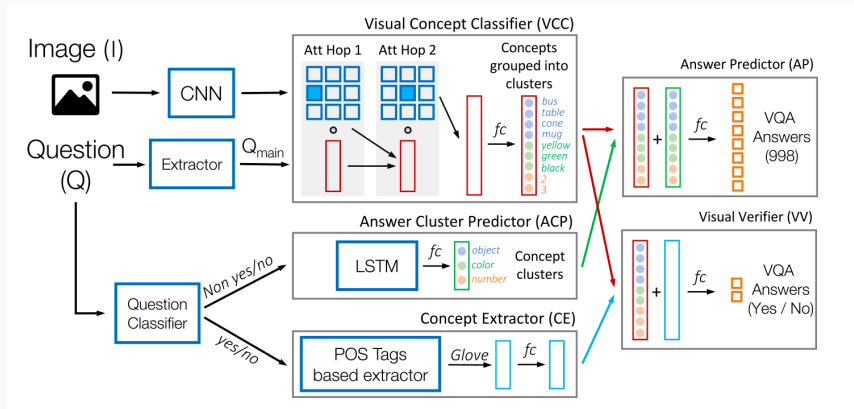 Visual Concept Classifier (VCC)
Image (I)
CNN
Att Hop 1
Att Hop 2
Concepts
grouped into
clusters
fc
bus
table
cone
mug
yellow
green
black
2
3
Question
(Q)
Extractor
Qmain
Answer Predictor (AP)
+
fc
VQA
Answers
(998)
Answer Cluster Predictor (ACP)
LSTM
fc
object
color
number
Concept
clusters
Visual Verifier (VV)
+
fc
VQA
Answers
(Yes / No)
Question
Classifier
Non yes/no
yes/no
Concept Extractor (CE)
POS Tags
based extractor
Glove
fc